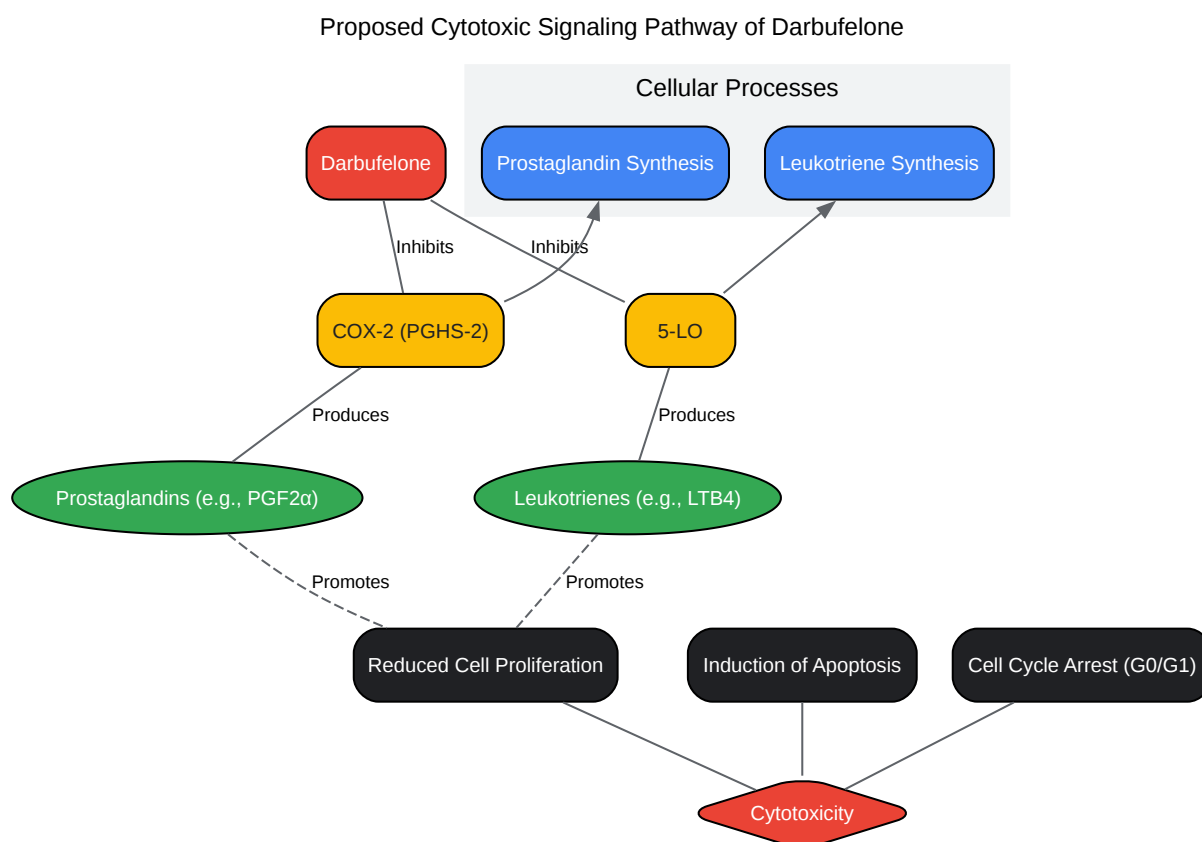 Proposed Cytotoxic Signaling Pathway of Darbufelone
Cellular Processes
Darbufelone
Prostaglandin Synthesis
Leukotriene Synthesis
Inhibits
Inhibits
COX-2 (PGHS-2)
5-LO
Produces
Produces
Prostaglandins (e.g., PGF2α)
Leukotrienes (e.g., LTB4)
Promotes
Promotes
Reduced Cell Proliferation
Induction of Apoptosis
Cell Cycle Arrest (G0/G1)
Cytotoxicity